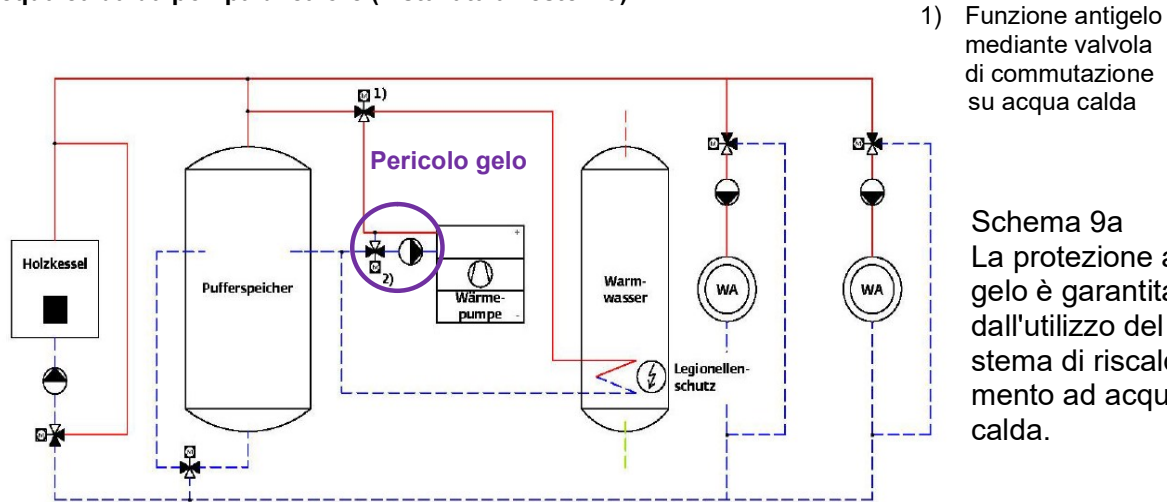 1) Funzione antigelo
mediante valvola
di commutazione
su acqua calda
M 1)
Pericolo gelo
M
M
Holzkessel
Pufferspeicher
M 2)
+
Wärme-
pumpe -
Warm-
wasser
WA
WA
Legionellen-
schutz
M
M
Schema 9a
La protezione a
gelo è garantita
dall'utilizzo del
stema di riscal
mento ad acqu
calda.